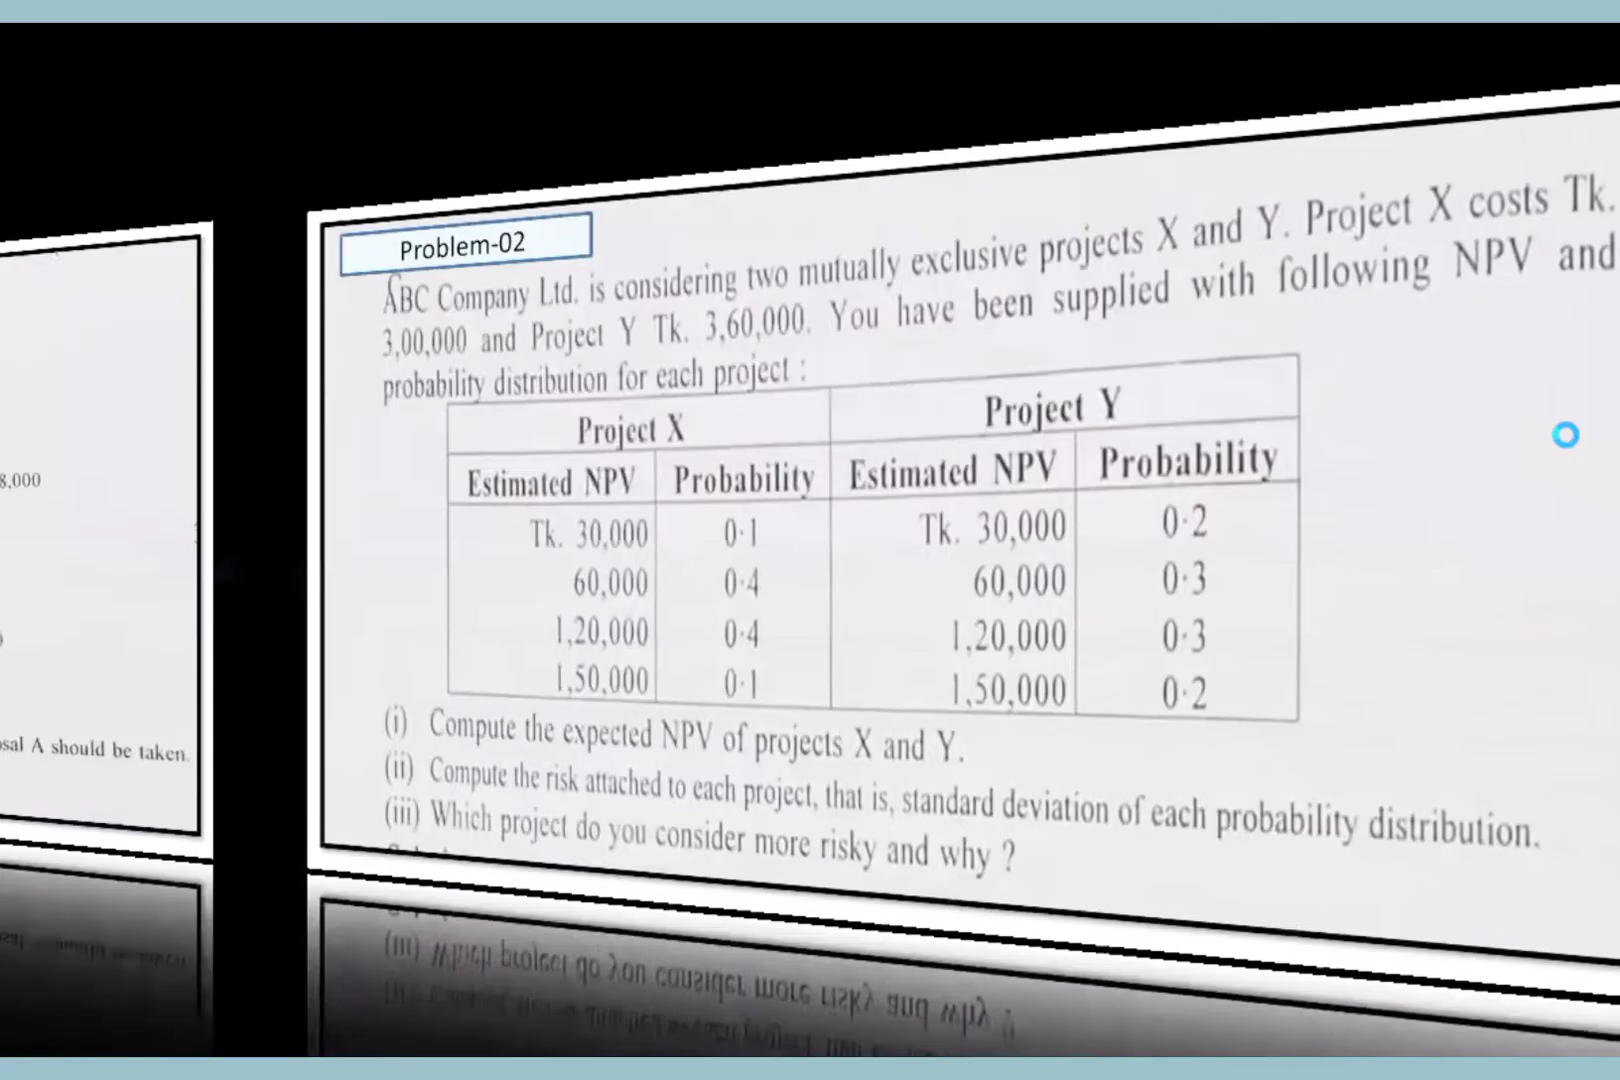 8,000
sal A should be taken.
Problem-02
ABC Company Ltd. is considering two mutually exclusive projects X and Y. Project X costs Tk.
3,00,000 and Project Y Tk. 3,60,000. You have been supplied with following NPV and
probability distribution for each project :
Project X Project Y
Estimated NPV Probability Estimated NPV Probability
Tk. 30,000 0·1 Tk. 30,000 0·2
60,000 0·4 60,000 0·3
1,20,000 0·4 1,20,000 0·3
1,50,000 0·1 1,50,000 0·2
(i) Compute the expected NPV of projects X and Y.
(ii) Compute the risk attached to each project, that is, standard deviation of each probability distribution.
(iii) Which project do you consider more risky and why ?